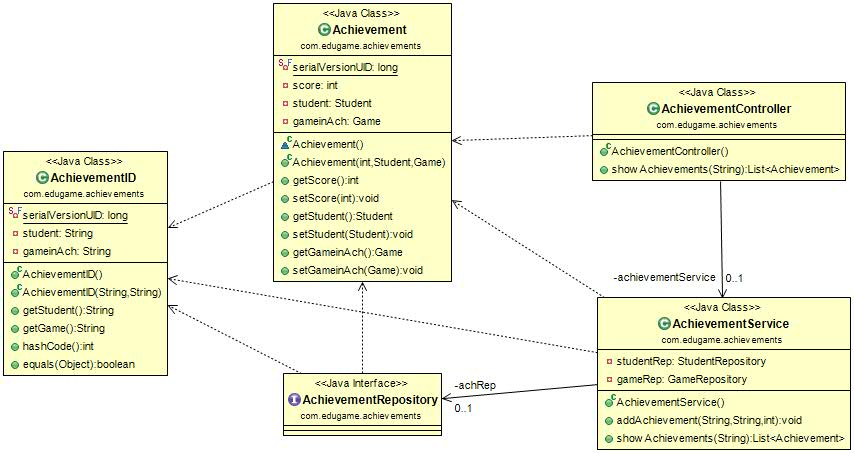 <<Java Class>>
Achievement
com.edugame.achievements
serialVersionUID: long
score: int
student: Student
gameinAch: Game
Achievement()
Achievement(int,Student,Game)
getScore():int
setScore(int):void
getStudent():Student
setStudent(Student):void
getGameinAch():Game
setGameinAch(Game):void
<<Java Class>>
AchievementController
com.edugame.achievements
AchievementController()
show Achievements(String):List<Achievement>
<<Java Class>>
AchievementID
com.edugame.achievements
serialVersionUID: long
student: String
gameinAch: String
AchievementID()
AchievementID(String,String)
getStudent():String
getGame():String
hashCode():int
equals(Object):boolean
-achievementService 0..1
<<Java Class>>
AchievementService
com.edugame.achievements
studentRep: StudentRepository
gameRep: GameRepository
AchievementService()
addAchievement(String,String,int):void
show Achievements(String):List<Achievement>
<<Java Interface>>
AchievementRepository
com.edugame.achievements
-achRep
0..1